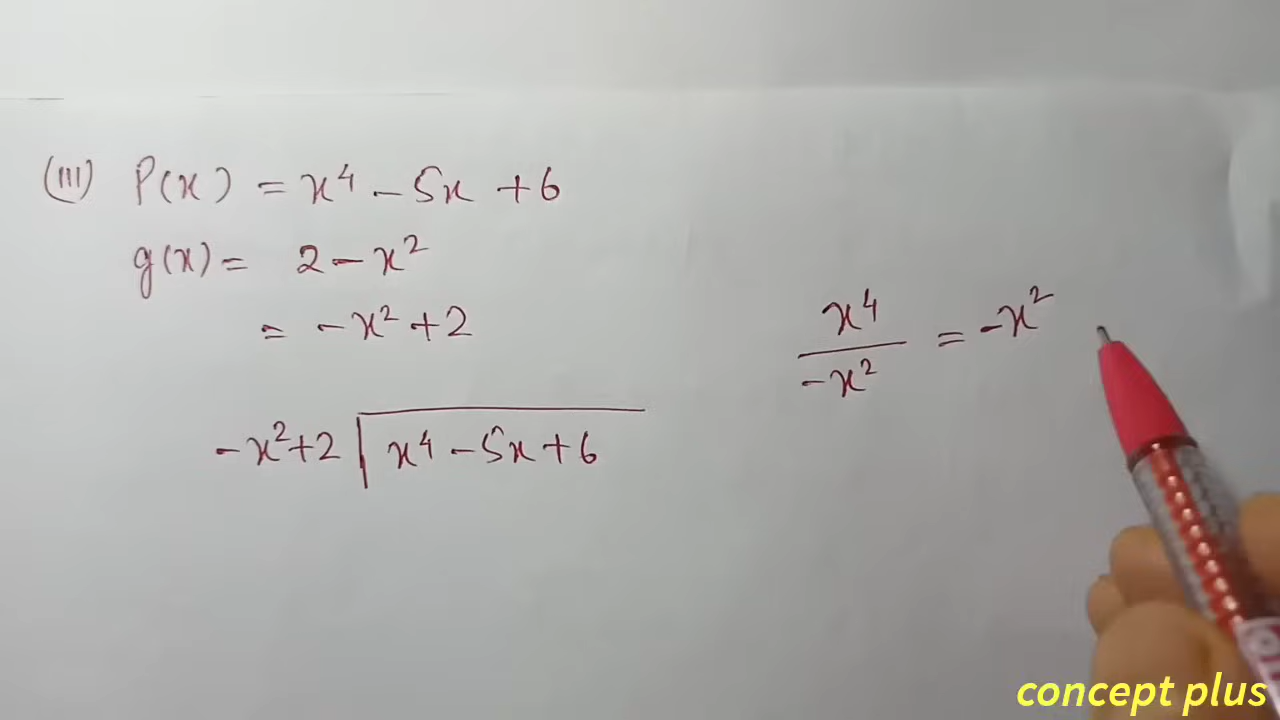 (III) P(x) = x⁴ - 5x + 6
g(x) = 2 - x²
= -x² + 2
x⁴
-x²
= -x²
-x²+2
x⁴ - 5x + 6
concept plus